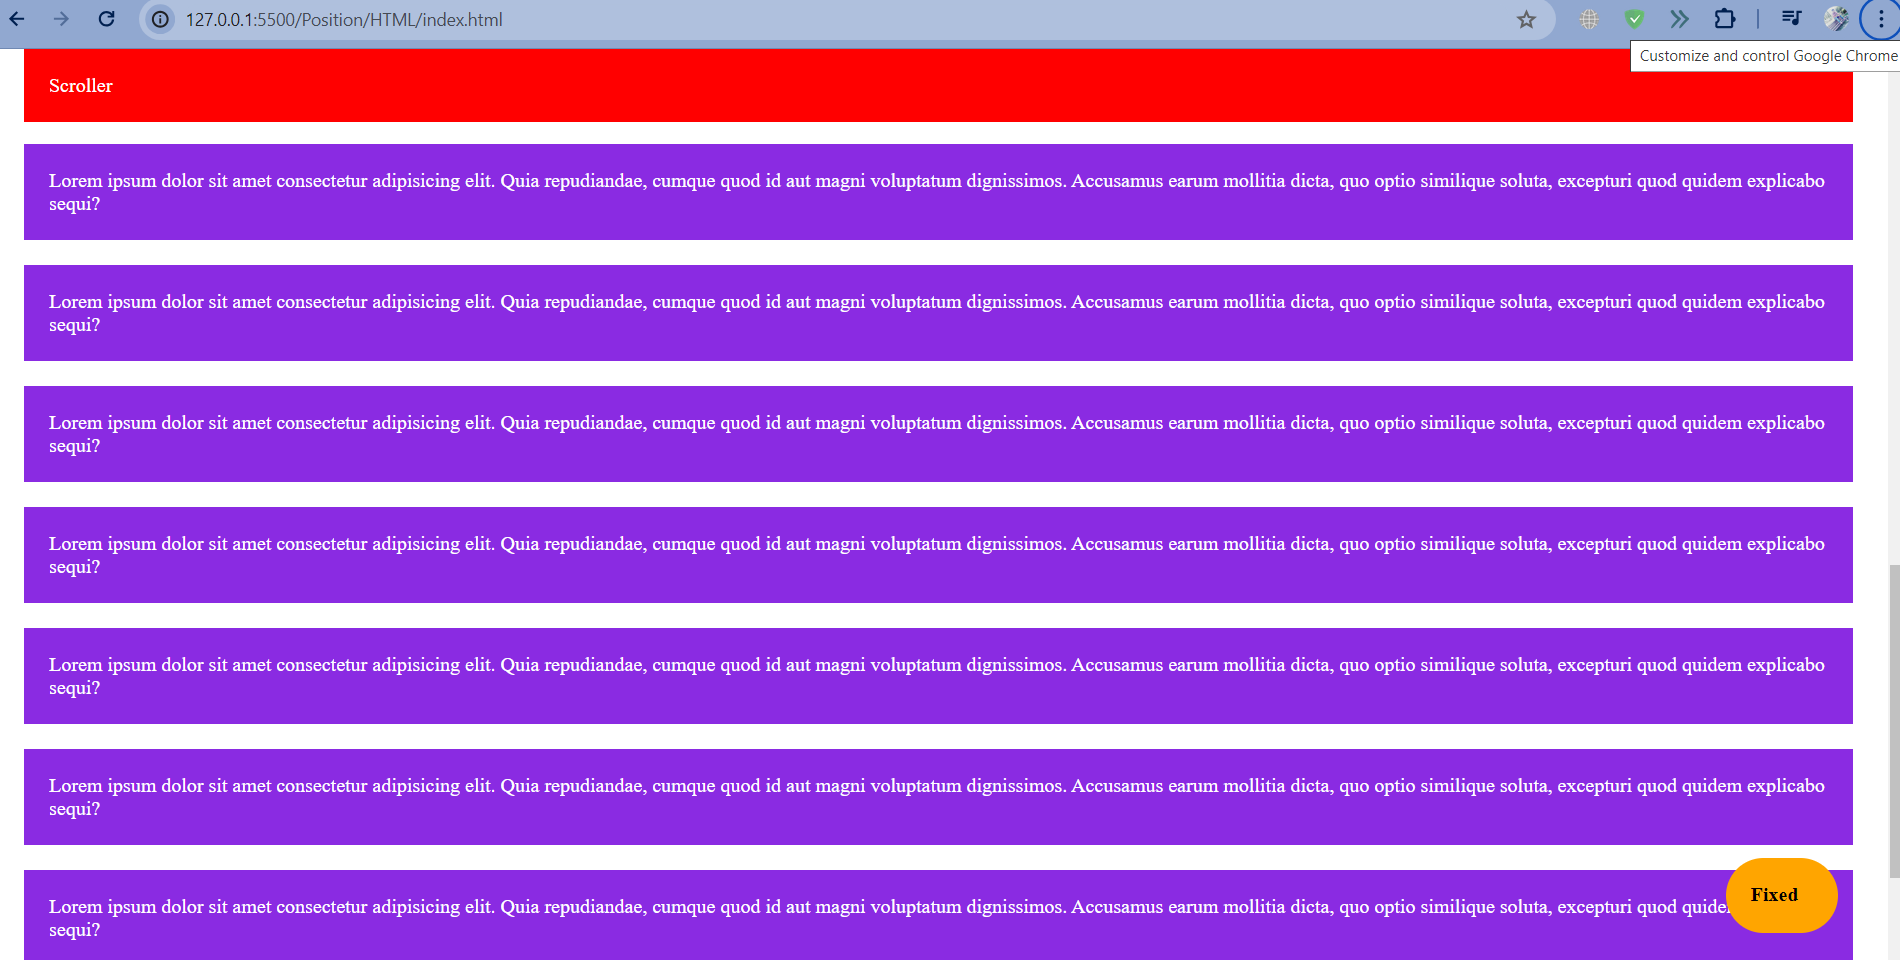 127.0.0.1:5500/Position/HTML/index.html
Customize and control Google Chrome
Scroller
Lorem ipsum dolor sit amet consectetur adipisicing elit. Quia repudiandae, cumque quod id aut magni voluptatum dignissimos. Accusamus earum mollitia dicta, quo optio similique soluta, excepturi quod quidem explicabo
sequi?
Lorem ipsum dolor sit amet consectetur adipisicing elit. Quia repudiandae, cumque quod id aut magni voluptatum dignissimos. Accusamus earum mollitia dicta, quo optio similique soluta, excepturi quod quidem explicabo
sequi?
Lorem ipsum dolor sit amet consectetur adipisicing elit. Quia repudiandae, cumque quod id aut magni voluptatum dignissimos. Accusamus earum mollitia dicta, quo optio similique soluta, excepturi quod quidem explicabo
sequi?
Lorem ipsum dolor sit amet consectetur adipisicing elit. Quia repudiandae, cumque quod id aut magni voluptatum dignissimos. Accusamus earum mollitia dicta, quo optio similique soluta, excepturi quod quidem explicabo
sequi?
Lorem ipsum dolor sit amet consectetur adipisicing elit. Quia repudiandae, cumque quod id aut magni voluptatum dignissimos. Accusamus earum mollitia dicta, quo optio similique soluta, excepturi quod quidem explicabo
sequi?
Lorem ipsum dolor sit amet consectetur adipisicing elit. Quia repudiandae, cumque quod id aut magni voluptatum dignissimos. Accusamus earum mollitia dicta, quo optio similique soluta, excepturi quod quidem explicabo
sequi?
Lorem ipsum dolor sit amet consectetur adipisicing elit. Quia repudiandae, cumque quod id aut magni voluptatum dignissimos. Accusamus earum mollitia dicta, quo optio similique soluta, excepturi quod
sequi?
Fixed